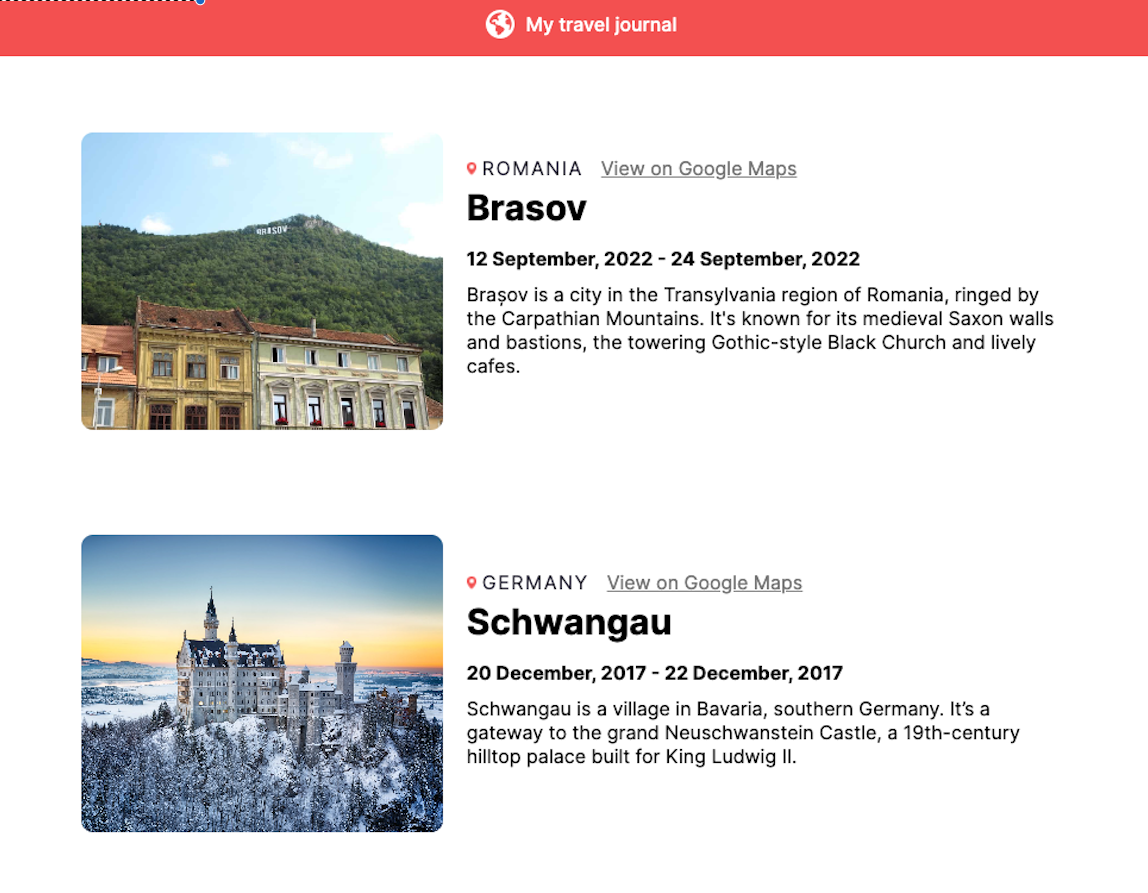 My travel journal
ROMANIA View on Google Maps
Brasov
BRASOV
12 September, 2022 - 24 September, 2022
Brașov is a city in the Transylvania region of Romania, ringed by
the Carpathian Mountains. It's known for its medieval Saxon walls
and bastions, the towering Gothic-style Black Church and lively
cafes.
GERMANY View on Google Maps
Schwangau
20 December, 2017 - 22 December, 2017
Schwangau is a village in Bavaria, southern Germany. It’s a
gateway to the grand Neuschwanstein Castle, a 19th-century
hilltop palace built for King Ludwig II.